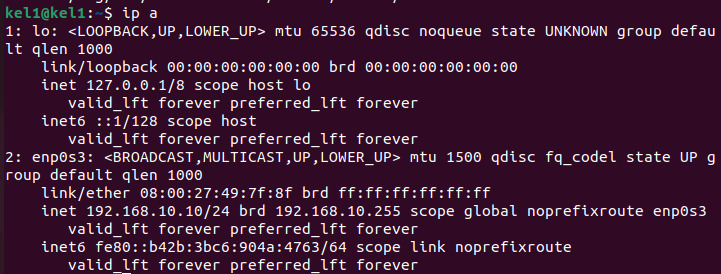 kel1@kel1:~$ ip a
1: lo: <LOOPBACK,UP,LOWER_UP> mtu 65536 qdisc noqueue state UNKNOWN group defau
lt qlen 1000
    link/loopback 00:00:00:00:00:00 brd 00:00:00:00:00:00
    inet 127.0.0.1/8 scope host lo
       valid_lft forever preferred_lft forever
    inet6 ::1/128 scope host
       valid_lft forever preferred_lft forever
2: enp0s3: <BROADCAST,MULTICAST,UP,LOWER_UP> mtu 1500 qdisc fq_codel state UP g
roup default qlen 1000
    link/ether 08:00:27:49:7f:8f brd ff:ff:ff:ff:ff:ff
    inet 192.168.10.10/24 brd 192.168.10.255 scope global noprefixroute enp0s3
       valid_lft forever preferred_lft forever
    inet6 fe80::b42b:3bc6:904a:4763/64 scope link noprefixroute
       valid_lft forever preferred_lft forever